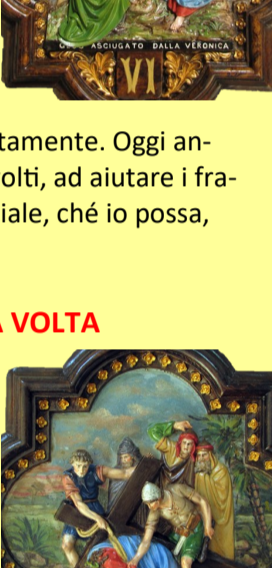 ASCIUGATO DALLA VERONICA
VI
tamente. Oggi an-
olti, ad aiutare i fra-
iale, ché io possa,
VOLTA